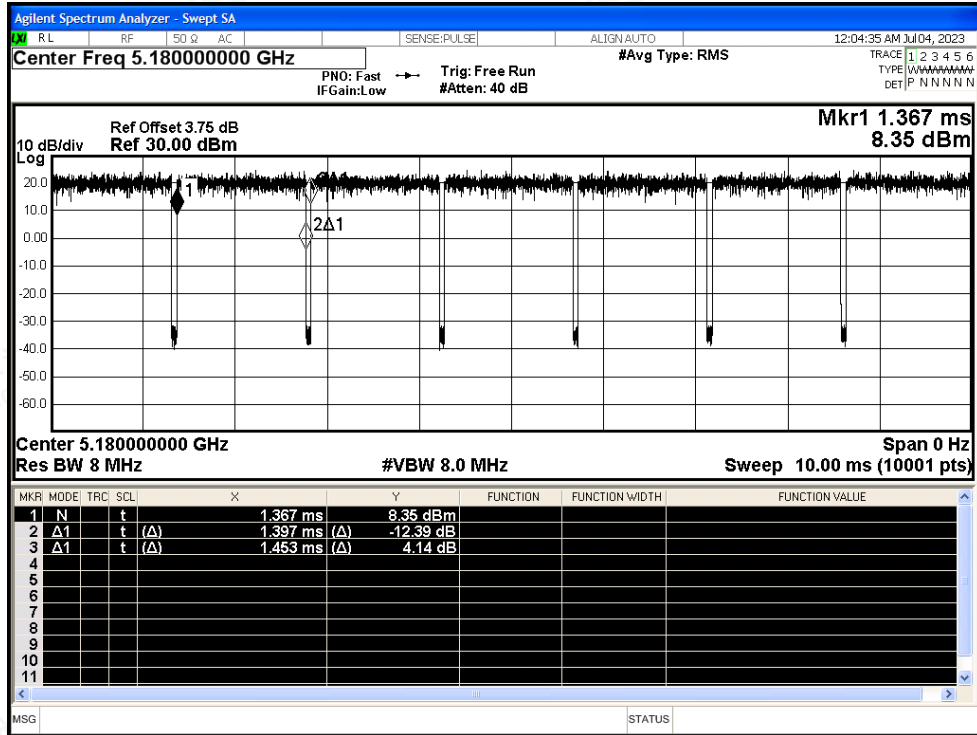 Agilent Spectrum Analyzer - Swept SA
LXI RL RF 50 Ω AC SENSE:PULSE ALIGN AUTO 12:04:35 AM Jul 04, 2023
Center Freq 5.180000000 GHz #Avg Type: RMS TRACE 1 2 3 4 5 6
PNO: Fast Trig: Free Run TYPE
IFGain:Low #Atten: 40 dB DET P N N N N N
Mkr1 1.367 ms
Ref Offset 3.75 dB
10 dB/div Ref 30.00 dBm 8.35 dBm
Log
20.0
1
10.0
2Δ1
0.00
-10.0
-20.0
-30.0
-40.0
-50.0
-60.0
Center 5.180000000 GHz Span 0 Hz
Res BW 8 MHz #VBW 8.0 MHz Sweep 10.00 ms (10001 pts)
MKR MODE TRC SCL X Y FUNCTION FUNCTION WIDTH FUNCTION VALUE
1 N t 1.367 ms 8.35 dBm
2 Δ1 t (Δ) 1.397 ms (Δ) -12.39 dB
3 Δ1 t (Δ) 1.453 ms (Δ) 4.14 dB
4
5
6
7
8
9
10
11
MSG STATUS